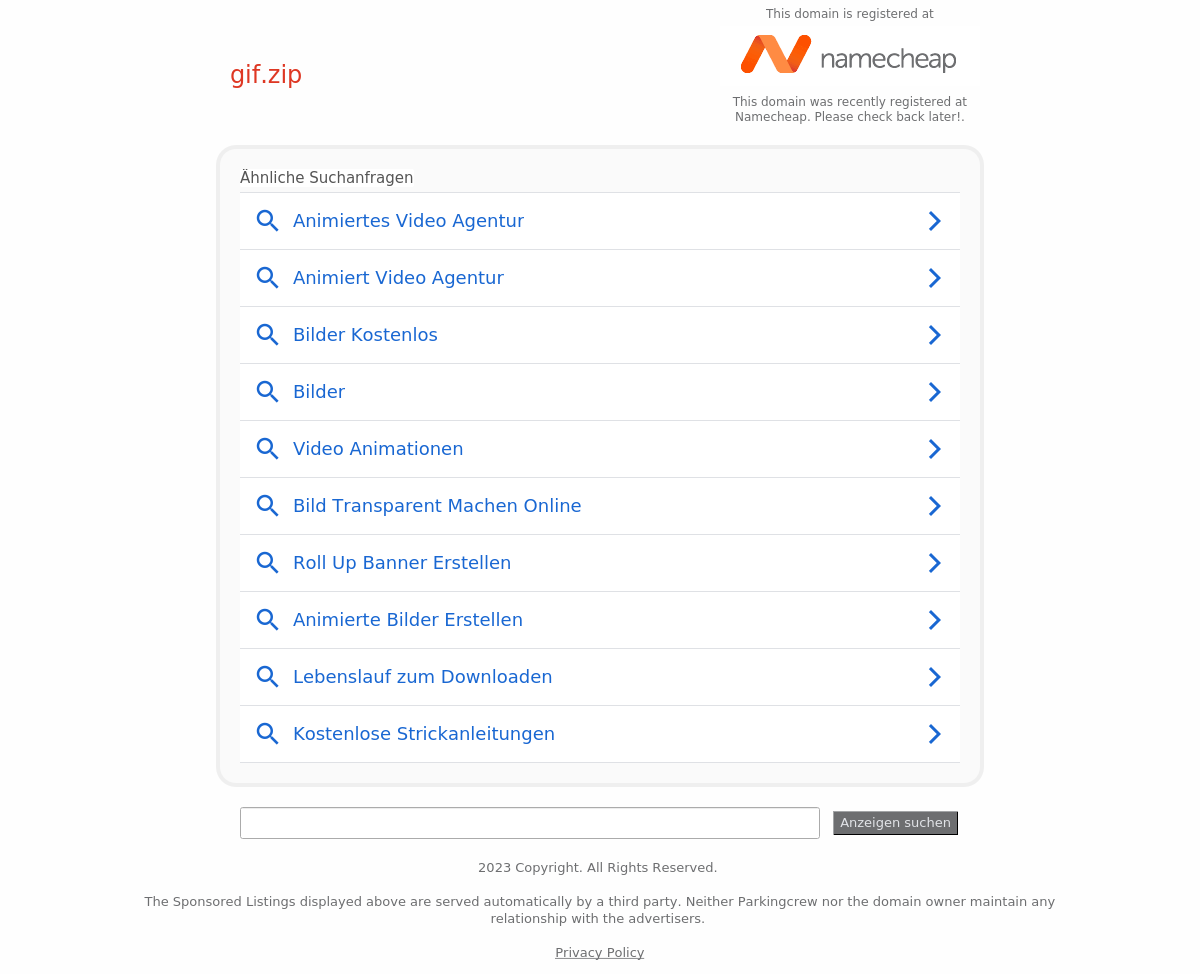 This domain is registered at
namecheap
gif.zip
This domain was recently registered at
Namecheap. Please check back later!.
Ähnliche Suchanfragen
Animiertes Video Agentur
Animiert Video Agentur
Bilder Kostenlos
Bilder
Video Animationen
Bild Transparent Machen Online
Roll Up Banner Erstellen
Animierte Bilder Erstellen
Lebenslauf zum Downloaden
Kostenlose Strickanleitungen
Anzeigen suchen
2023 Copyright. All Rights Reserved.
The Sponsored Listings displayed above are served automatically by a third party. Neither Parkingcrew nor the domain owner maintain any
relationship with the advertisers.
Privacy Policy